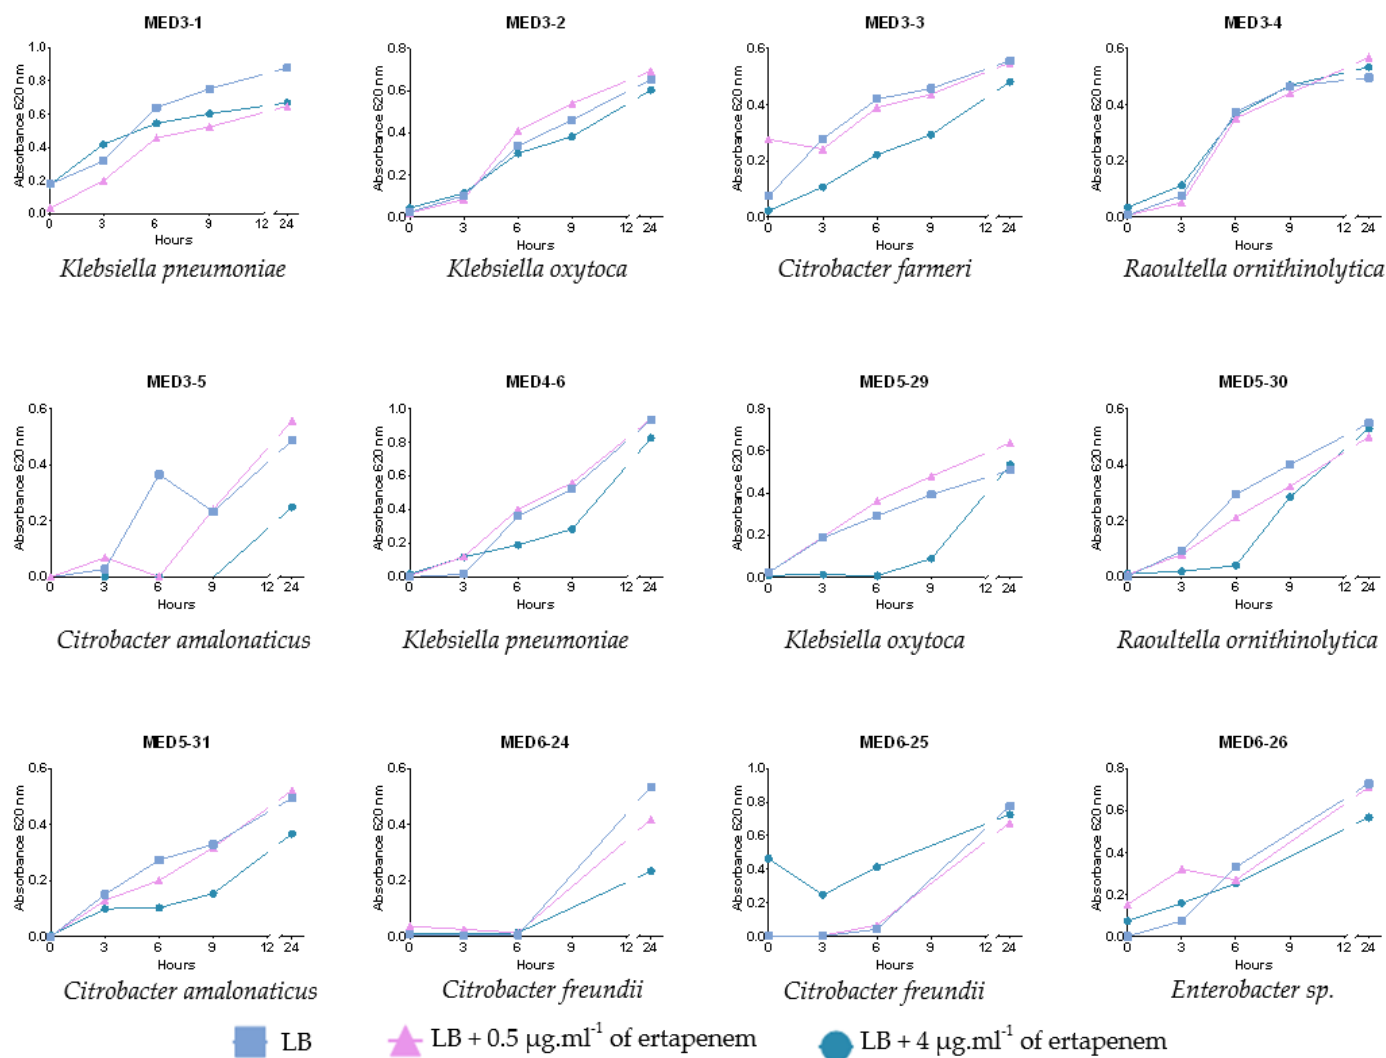 MED3-1 MED3-2 MED3-3 MED3-4
Absorbance 620 nm 1.0 0.8 0.6 0.4 0.2 0.0 Absorbance 620 nm 0.8 0.6 0.4 0.2 0.0 Absorbance 620 nm 0.6 0.4 0.2 0.0 Absorbance 620 nm 0.6 0.4 0.2 0.0
0 3 6 9 12 24 0 3 6 9 12 24 0 3 6 9 12 24 0 3 6 9 12 24
Hours Hours Hours Hours
Klebsiella pneumoniae Klebsiella oxytoca Citrobacter farmeri Raoultella ornithinolytica
MED3-5 MED4-6 MED5-29 MED5-30
Absorbance 620 nm 0.6 0.4 0.2 0.0 Absorbance 620 nm 1.0 0.8 0.6 0.4 0.2 0.0 Absorbance 620 nm 0.8 0.6 0.4 0.2 0.0 Absorbance 620 nm 0.6 0.4 0.2 0.0
0 3 6 9 12 24 0 3 6 9 12 24 0 3 6 9 12 24 0 3 6 9 12 24
Hours Hours Hours Hours
Citrobacter amalonaticus Klebsiella pneumoniae Klebsiella oxytoca Raoultella ornithinolytica
MED5-31 MED6-24 MED6-25 MED6-26
Absorbance 620 nm 0.6 0.4 0.2 0.0 Absorbance 620 nm 0.6 0.4 0.2 0.0 Absorbance 620 nm 1.0 0.8 0.6 0.4 0.2 0.0 Absorbance 620 nm 0.8 0.6 0.4 0.2 0.0
0 3 6 9 12 24 0 3 6 9 12 24 0 3 6 9 12 24 0 3 6 9 12 24
Hours Hours Hours Hours
Citrobacter amalonaticus Citrobacter freundii Citrobacter freundii Enterobacter sp.
LB LB + 0.5 µg.ml⁻¹ of ertapenem LB + 4 µg.ml⁻¹ of ertapenem